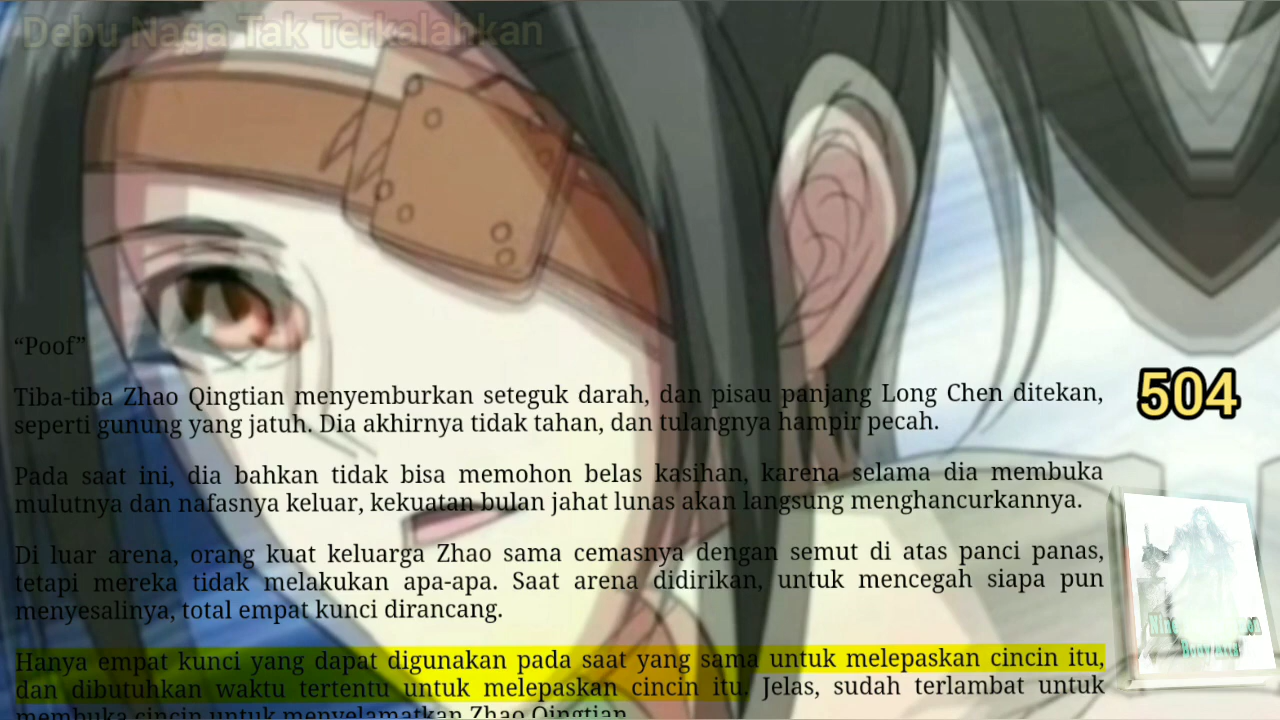 Debu Naga Tak Terkalahkan
“Poof”
Tiba-tiba Zhao Qingtian menyemburkan seteguk darah, dan pisau panjang Long Chen ditekan,
seperti gunung yang jatuh. Dia akhirnya tidak tahan, dan tulangnya hampir pecah.
504
Pada saat ini, dia bahkan tidak bisa memohon belas kasihan, karena selama dia membuka
mulutnya dan nafasnya keluar, kekuatan bulan jahat lunas akan langsung menghancurkannya.
Di luar arena, orang kuat keluarga Zhao sama cemasnya dengan semut di atas panci panas,
tetapi mereka tidak melakukan apa-apa. Saat arena didirikan, untuk mencegah siapa pun
menyesalinya, total empat kunci dirancang.
Hanya empat kunci yang dapat digunakan pada saat yang sama untuk melepaskan cincin itu,
dan dibutuhkan waktu tertentu untuk melepaskan cincin itu. Jelas, sudah terlambat untuk
membuka cincin untuk menyelamatkan Zhao Qingtian